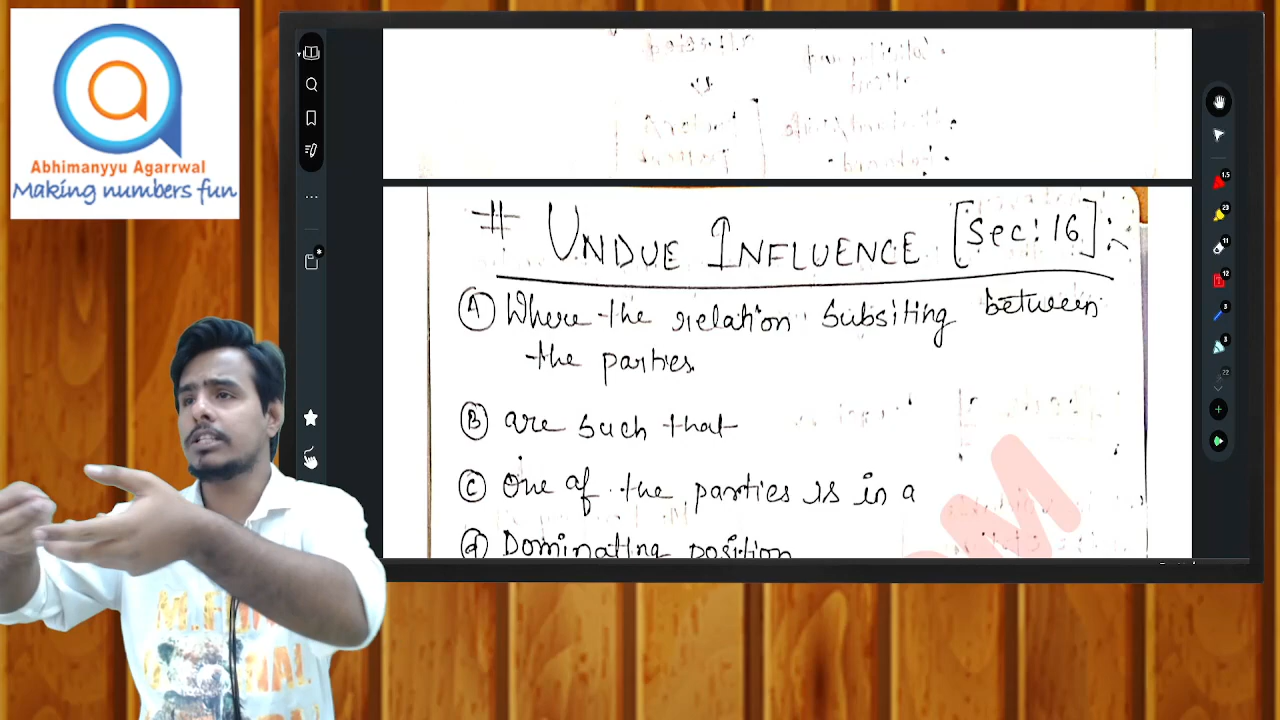 Abhimanyyu Agarrwal
Making numbers fun
# UNDUE INFLUENCE [Sec: 16]:-
(A) Where the relation subsiting between
the parties.
(B) are such that
(C) One of the parties is in a
(d) Dominating position